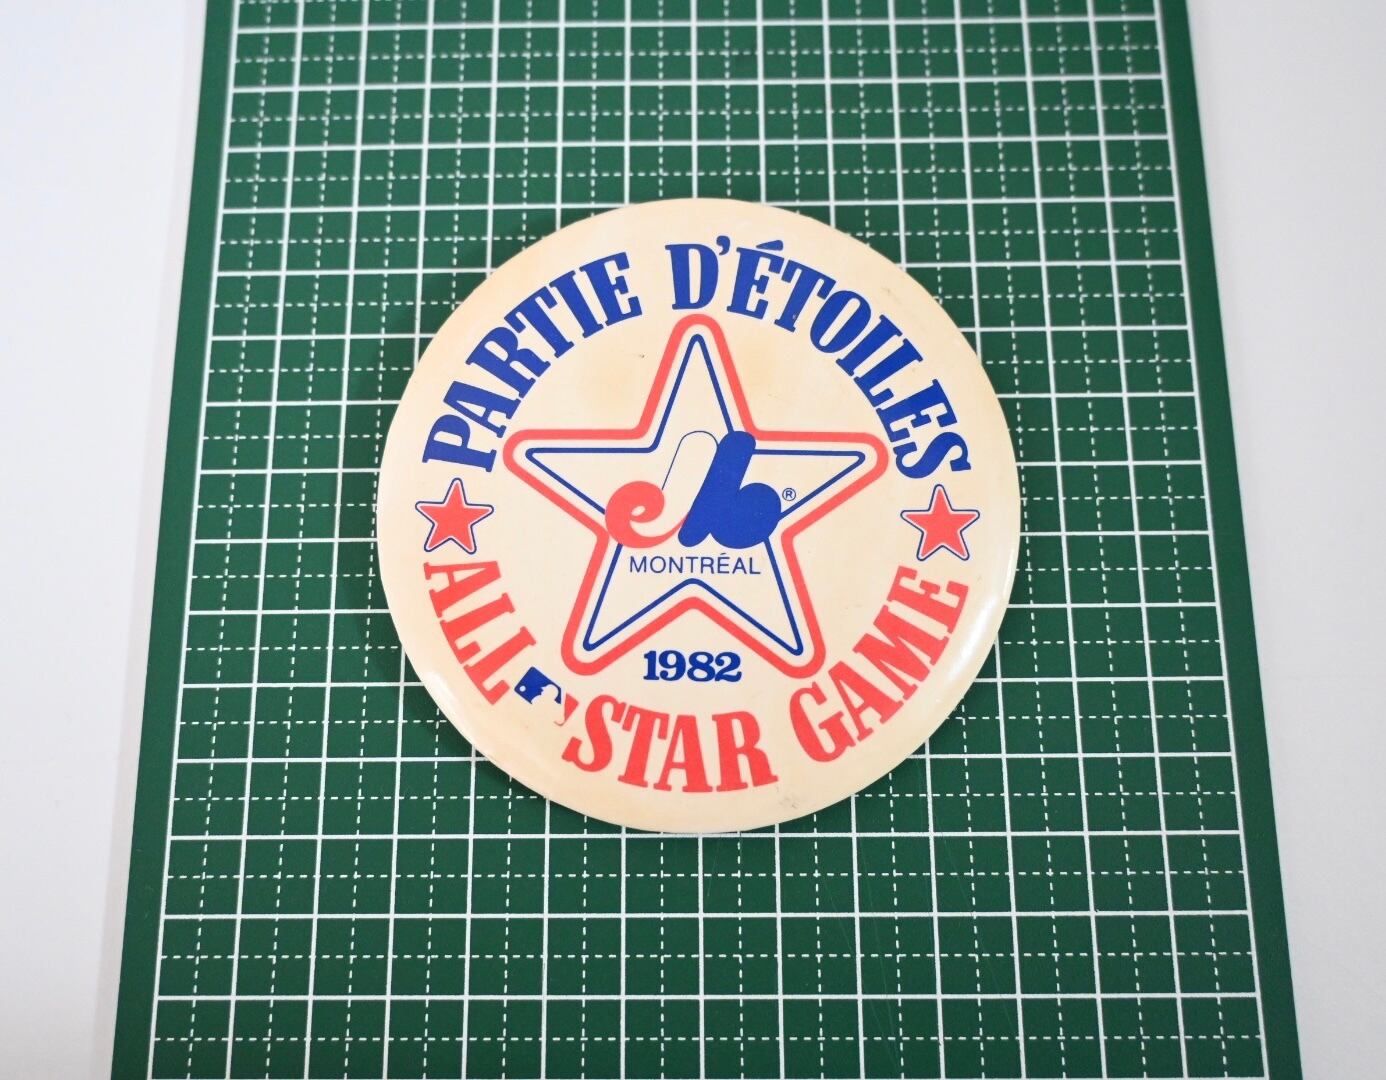 PARTIE D'ÉTOILES
®
MONTRÉAL
1982
ALL STAR GAME